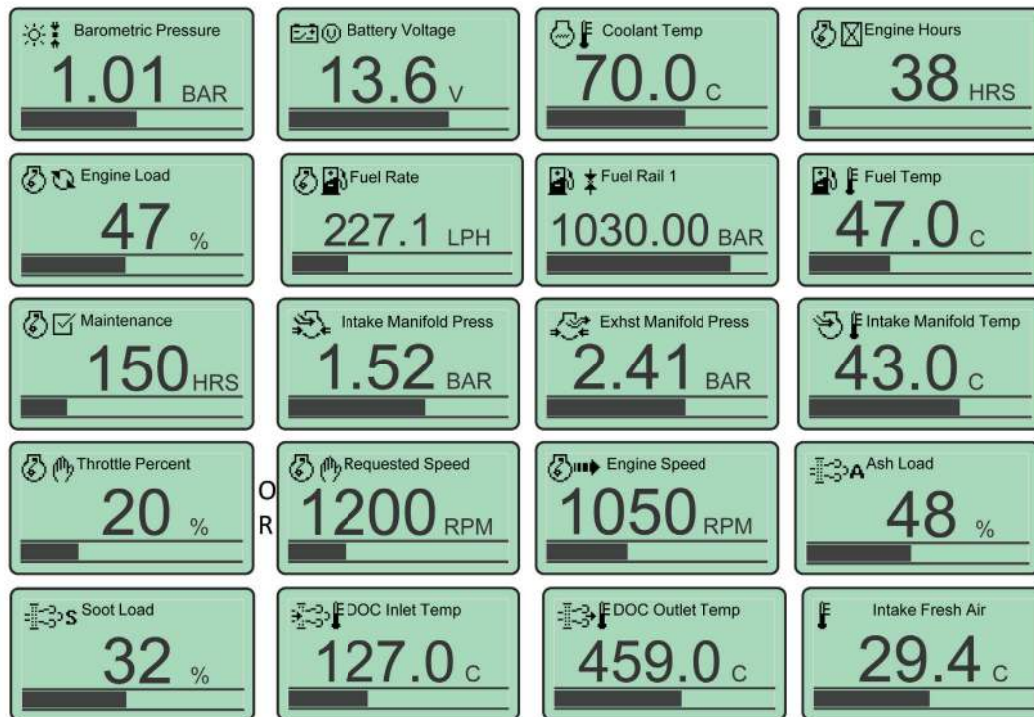 Barometric Pressure
1.01 BAR
Battery Voltage
13.6 V
Coolant Temp
70.0 C
Engine Hours
38 HRS
Engine Load
47 %
Fuel Rate
227.1 LPH
Fuel Rail 1
1030.00 BAR
Fuel Temp
47.0 C
Maintenance
150 HRS
Intake Manifold Press
1.52 BAR
Exhst Manifold Press
2.41 BAR
Intake Manifold Temp
43.0 C
Throttle Percent
20 %
O
R
Requested Speed
1200 RPM
Engine Speed
1050 RPM
A Ash Load
48 %
S Soot Load
32 %
DOC Inlet Temp
127.0 C
DOC Outlet Temp
459.0 C
Intake Fresh Air
29.4 C